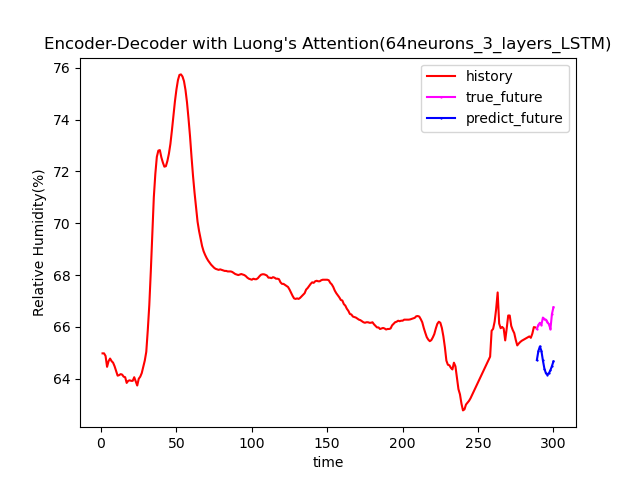 Encoder-Decoder with Luong's Attention(64neurons_3_layers_LSTM)
history
true_future
predict_future
Relative Humidity(%)
76
74
72
70
68
66
64
0 50 100 150 200 250 300
time